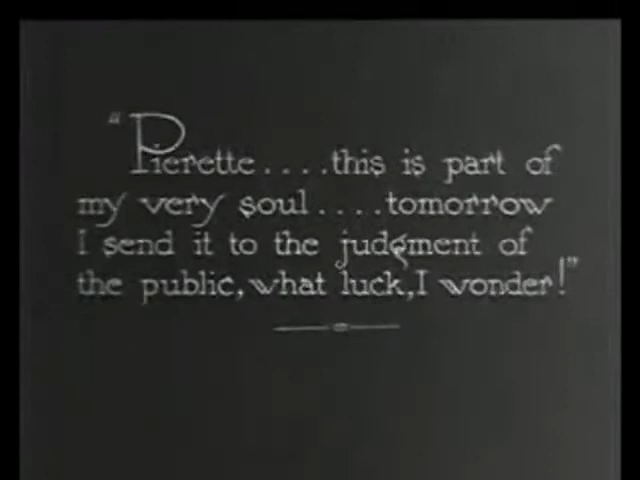 "Pierette....this is part of
my very soul....tomorrow
I send it to the judgment of
the public, what luck, I wonder!"